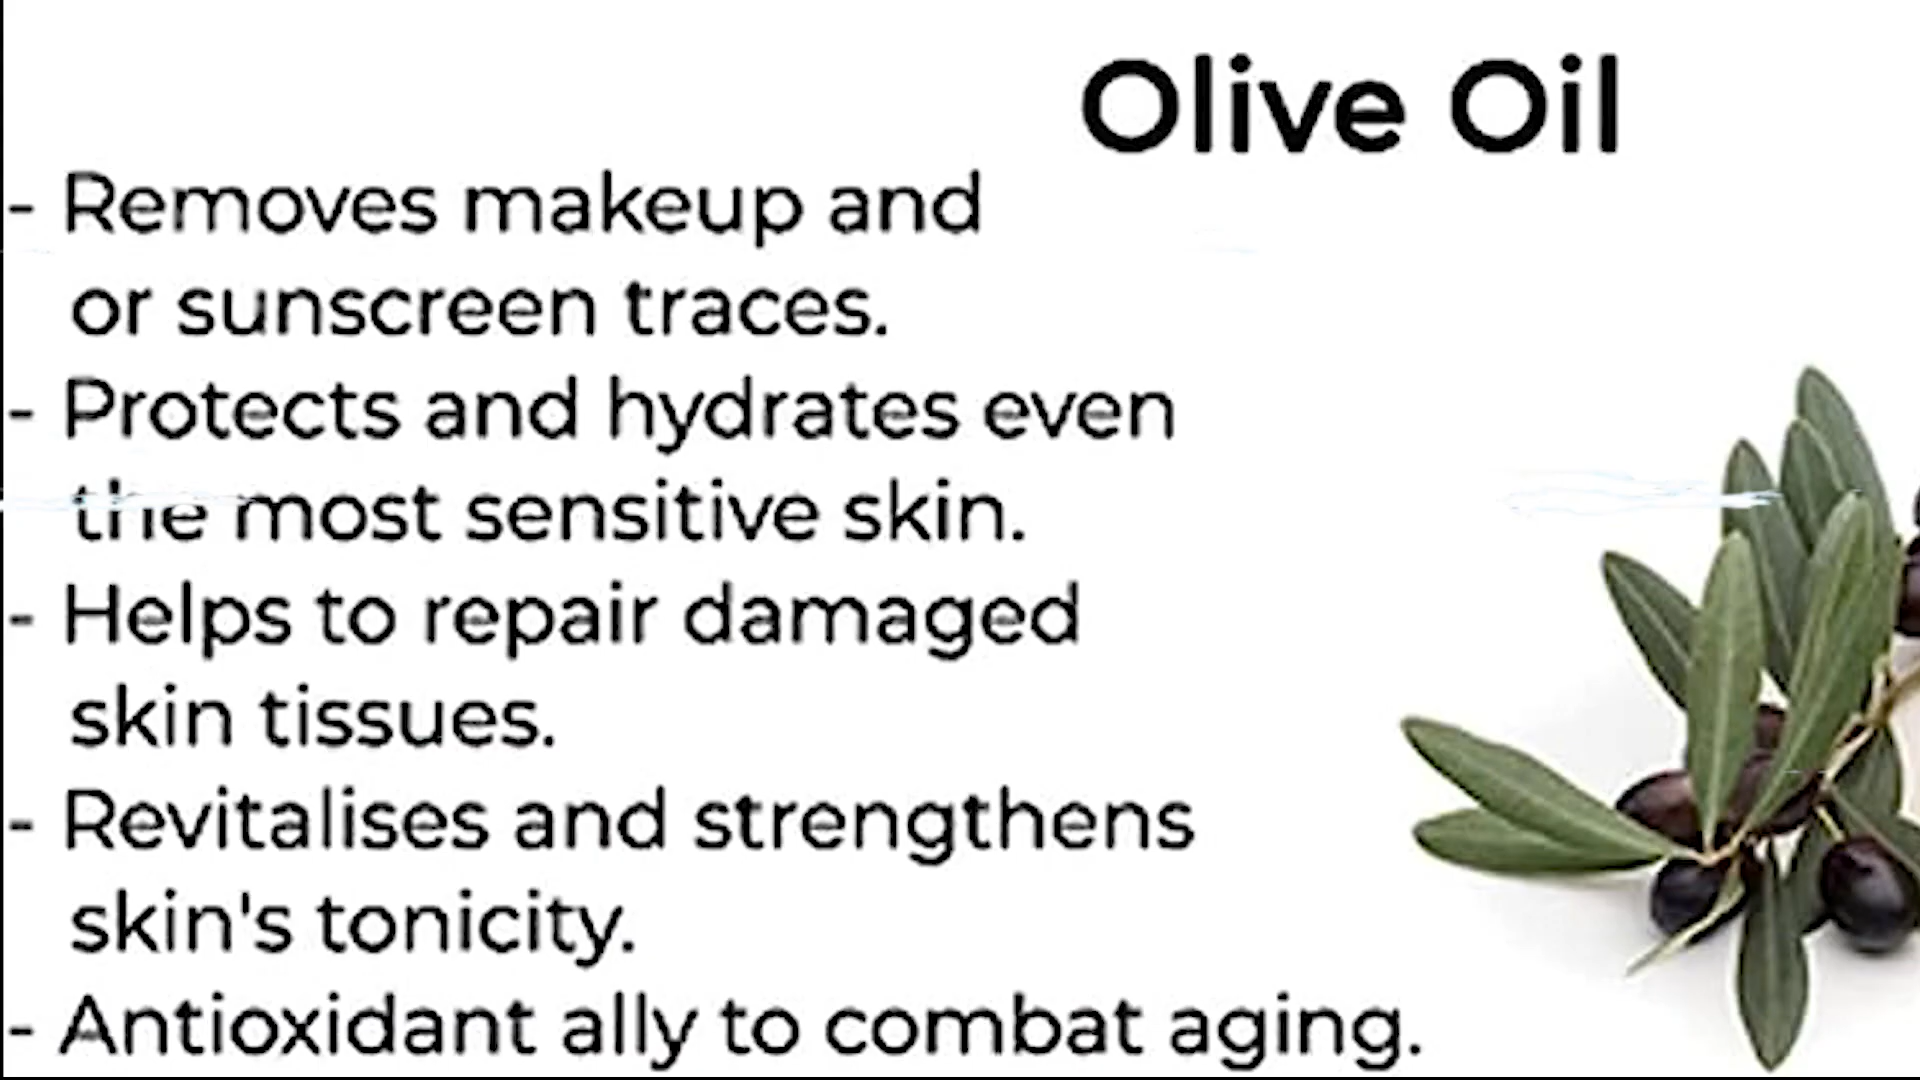 Olive Oil
- Removes makeup and
or sunscreen traces.
- Protects and hydrates even
the most sensitive skin.
- Helps to repair damaged
skin tissues.
- Revitalises and strengthens
skin's tonicity.
- Antioxidant ally to combat aging.